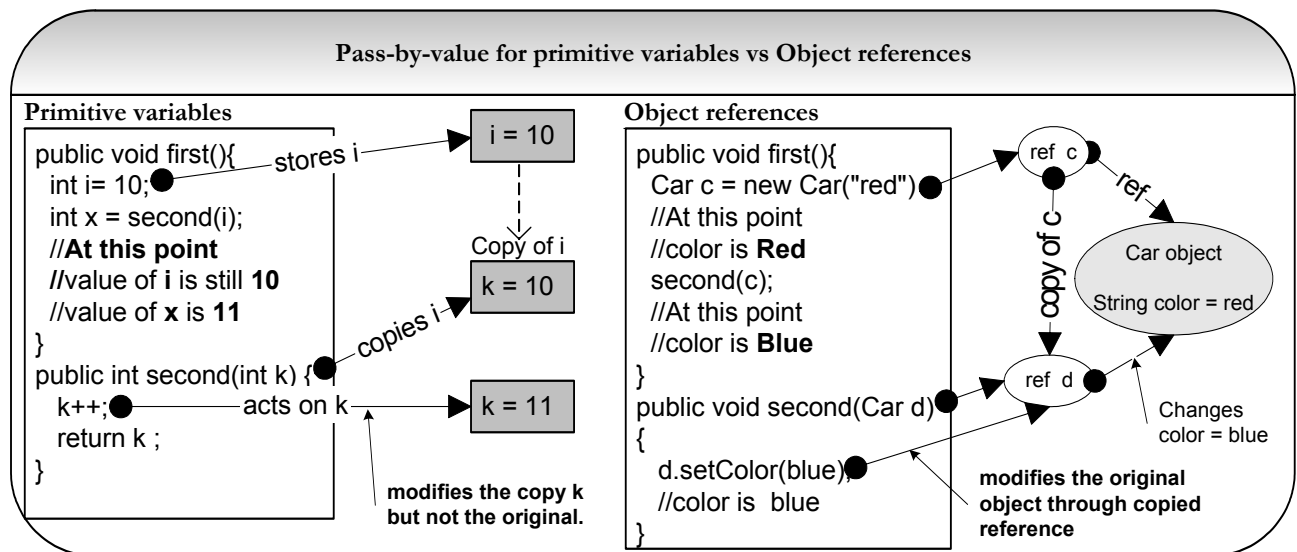 Pass-by-value for primitive variables vs Object references
Primitive variables
public void first(){
int i= 10;
int x = second(i);
//At this point
//value of i is still 10
//value of x is 11
}
public int second(int k) {
k++;
return k ;
}
stores i
i = 10
Copy of i
k = 10
copies i
acts on k
k = 11
modifies the copy k
but not the original.
Object references
public void first(){
Car c = new Car("red")
//At this point
//color is Red
second(c);
//At this point
//color is Blue
}
public void second(Car d)
{
d.setColor(blue);
//color is blue
}
ref c
ref
copy of c
Car object
String color = red
ref d
Changes
color = blue
modifies the original
object through copied
reference